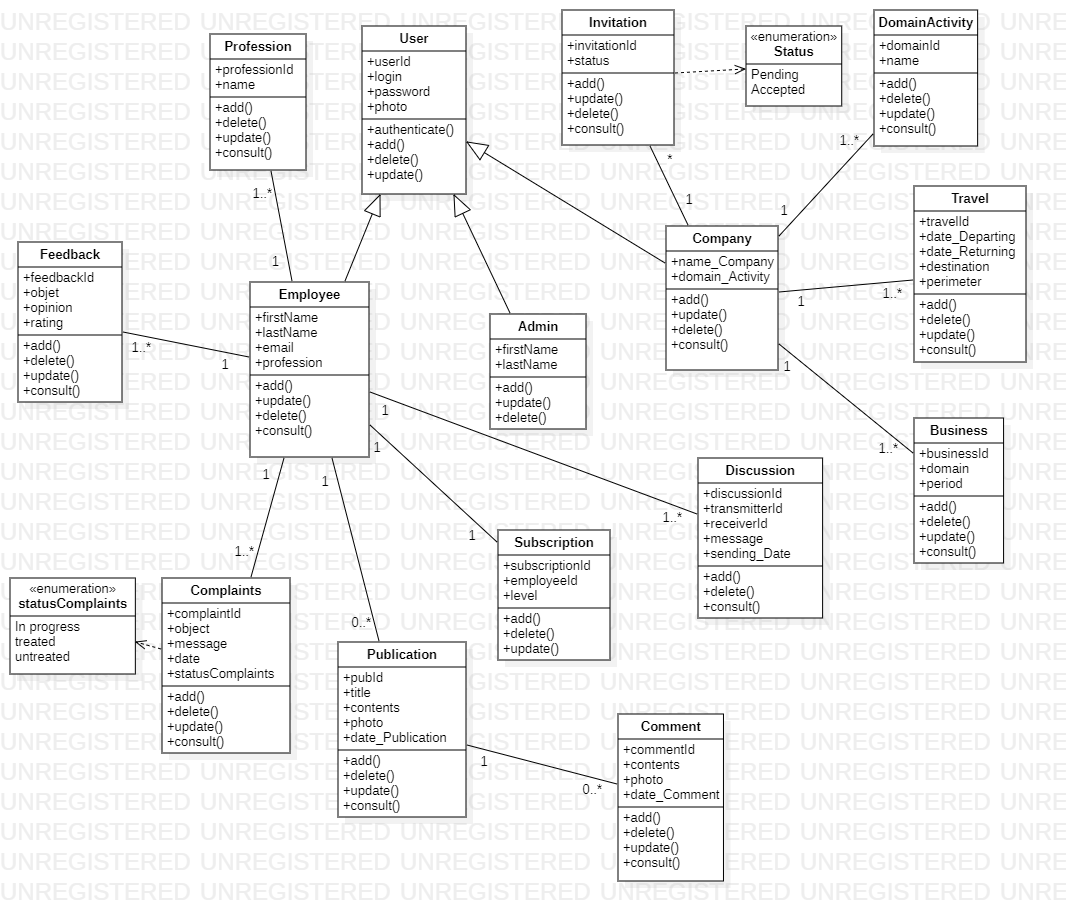 Profession
+professionId
+name
+add()
+delete()
+update()
+consult()
User
+userId
+login
+password
+photo
+authenticate()
+add()
+delete()
+update()
Invitation
+invitationId
+status
+add()
+update()
+delete()
+consult()
«enumeration»
Status
Pending
Accepted
DomainActivity
+domainId
+name
+add()
+delete()
+update()
+consult()
1..*
1
*
1
1..*
1
Feedback
+feedbackId
+objet
+opinion
+rating
+add()
+delete()
+update()
+consult()
1..*
1
Employee
+firstName
+lastName
+email
+profession
+add()
+update()
+delete()
+consult()
Admin
+firstName
+lastName
+add()
+update()
+delete()
Company
+name_Company
+domain_Activity
+add()
+update()
+delete()
+consult()
1
1..*
Travel
+travelId
+date_Departing
+date_Returning
+destination
+perimeter
+add()
+delete()
+update()
+consult()
1
1..*
Business
+businessId
+domain
+period
+add()
+delete()
+update()
+consult()
1
1..*
Discussion
+discussionId
+transmitterId
+receiverId
+message
+sending_Date
+add()
+delete()
+consult()
1
1
Subscription
+subscriptionId
+employeeId
+level
+add()
+delete()
+update()
1
1..*
«enumeration»
statusComplaints
In progress
treated
untreated
Complaints
+complaintId
+object
+message
+date
+statusComplaints
+add()
+delete()
+update()
+consult()
1
0..*
Publication
+pubId
+title
+contents
+photo
+date_Publication
+add()
+delete()
+update()
+consult()
1
0..*
Comment
+commentId
+contents
+photo
+date_Comment
+add()
+delete()
+update()
+consult()
UNREGISTERED